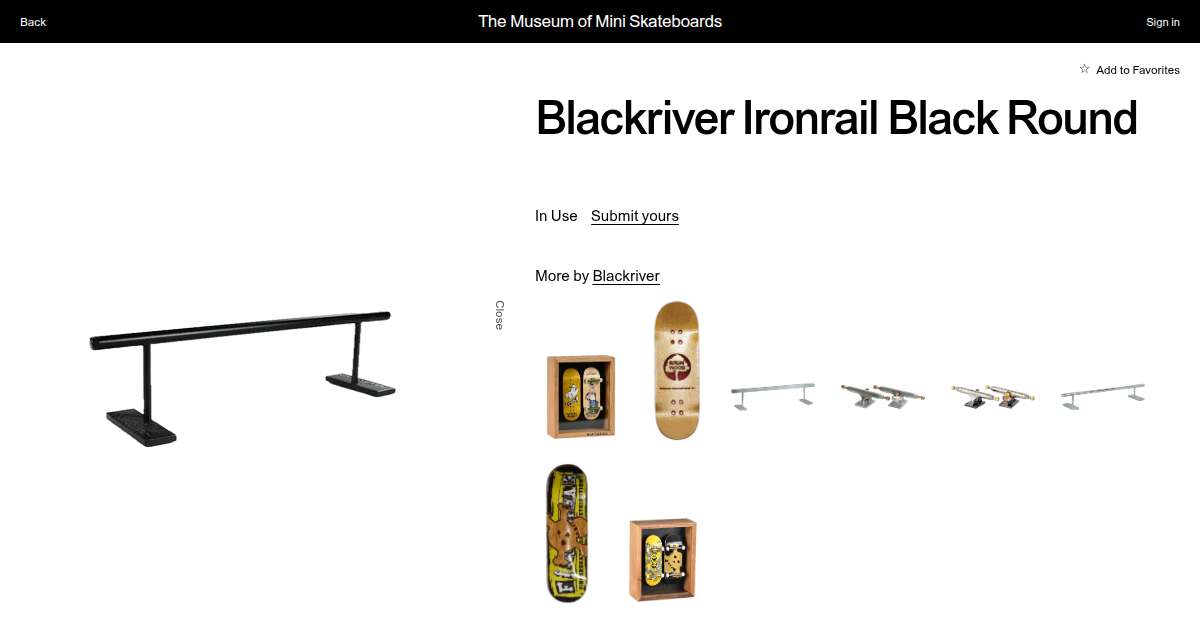 Back
The Museum of Mini Skateboards
Sign in
☆ Add to Favorites
Blackriver Ironrail Black Round
In Use Submit yours
More by Blackriver
Close